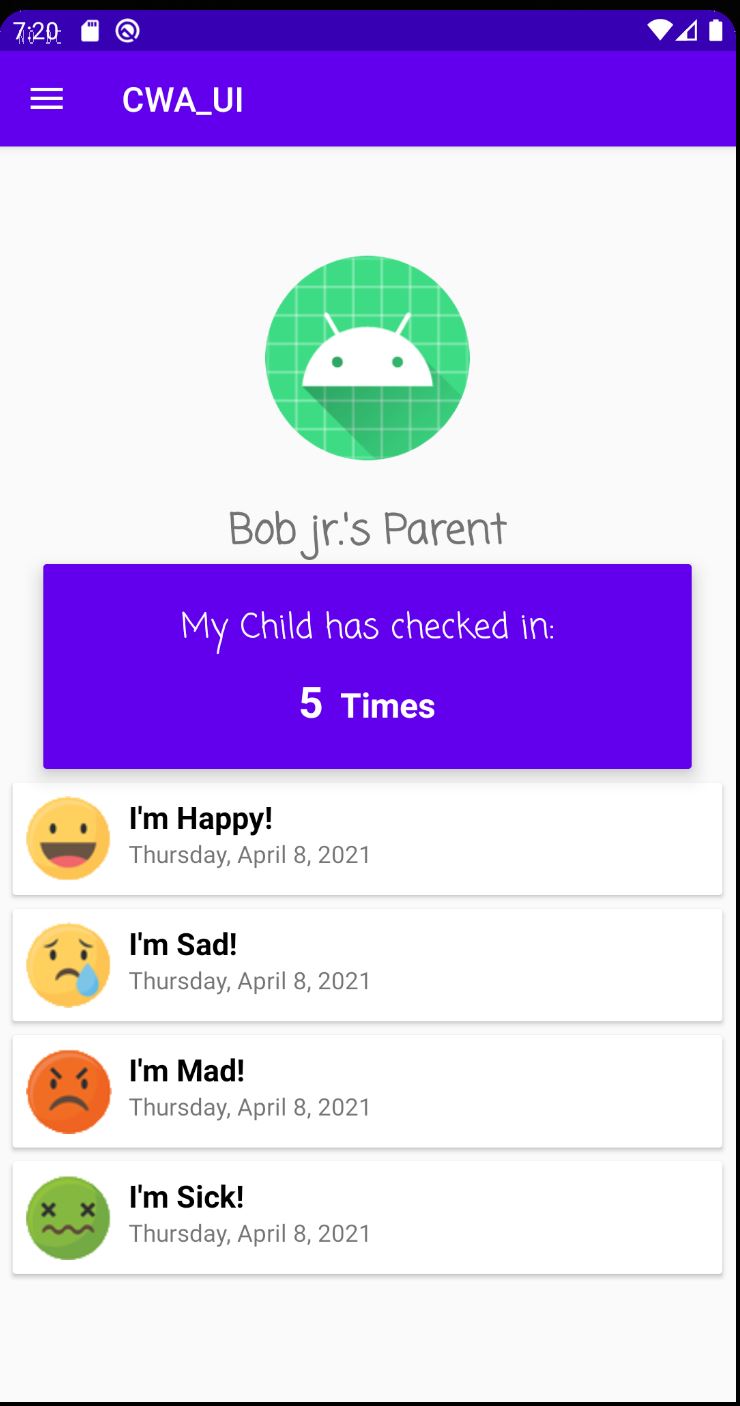 7:20
CWA_UI
Bob jr.'s Parent
My Child has checked in:
5 Times
I'm Happy!
Thursday, April 8, 2021
I'm Sad!
Thursday, April 8, 2021
I'm Mad!
Thursday, April 8, 2021
I'm Sick!
Thursday, April 8, 2021